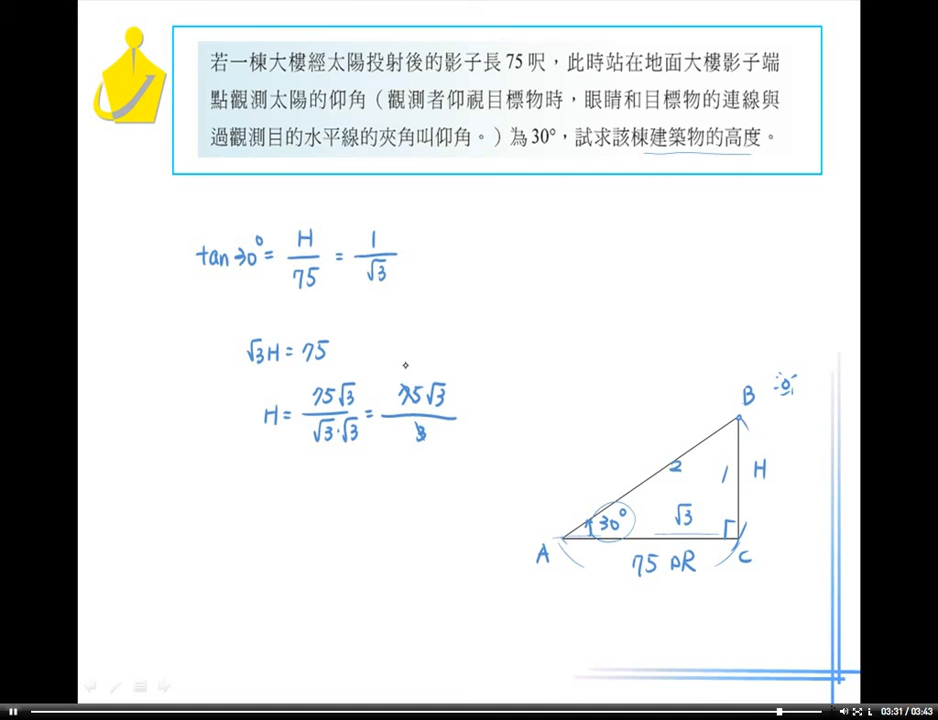 若一棟大樓經太陽投射後的影子長 75 呎，此時站在地面大樓影子端
點觀測太陽的仰角（觀測者仰視目標物時，眼睛和目標物的連線與
過觀測目的水平線的夾角叫仰角。）為 30°，試求該棟建築物的高度。
tan 30° = H/75 = 1/√3
√3H = 75
H = 75√3/√3·√3 = 75√3/3
B
2
1
H
30°
√3
A
C
75
03:31 / 03:43